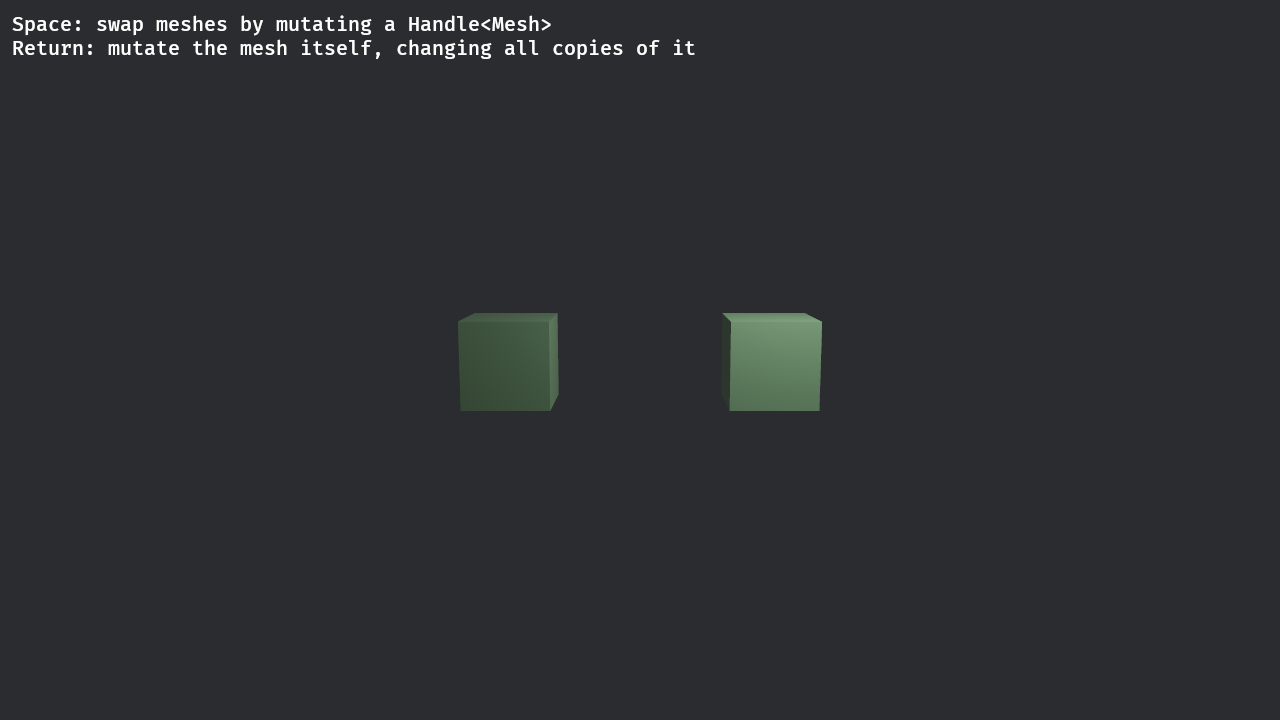 Space: swap meshes by mutating a Handle<Mesh>
Return: mutate the mesh itself, changing all copies of it